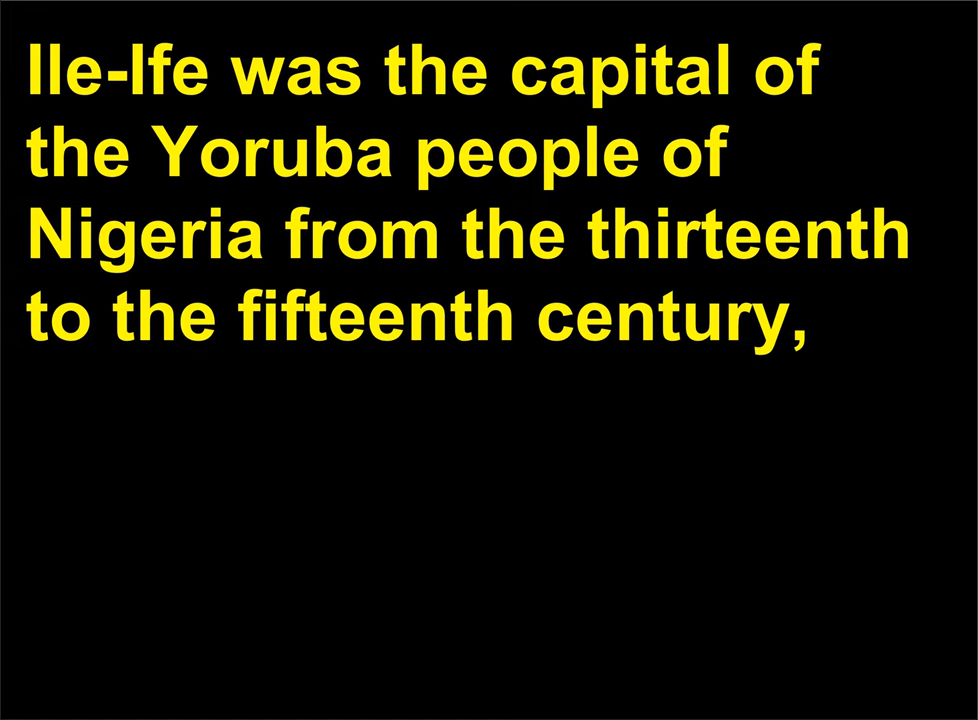 Ile-Ife was the capital of
the Yoruba people of
Nigeria from the thirteenth
to the fifteenth century,